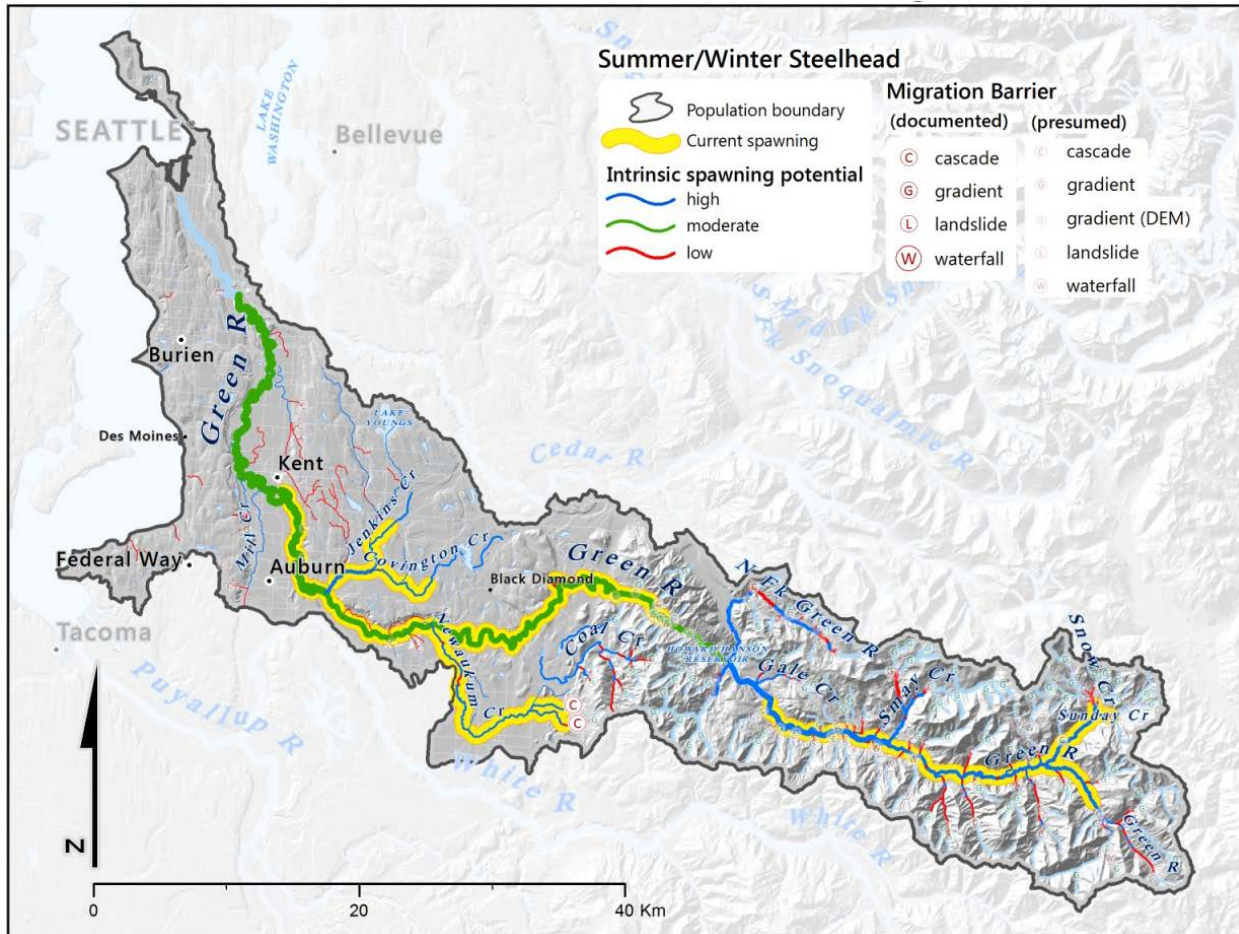 Summer/Winter Steelhead
Population boundary
Current spawning
Intrinsic spawning potential
high
moderate
low
Migration Barrier
(documented)
(presumed)
C cascade
G gradient
L landslide
W waterfall
C cascade
G gradient
G gradient (DEM)
L landslide
W waterfall
SEATTLE
LAKE
WASHINGTON
Bellevue
Mid Fk
S Fk Snoqualmie R
Green R
Burien
LAKE
YOUNGS
Des Moines
Kent
Cedar R
Mill Cr
Jenkins Cr
Covington Cr
Federal Way
Auburn
Black Diamond
Green R
N Fk Green R
Tacoma
Newaukum Cr
Coal Cr
HOWARD HANSON
RESERVOIR
Gale Cr
Smay Cr
Snow Cr
Sunday Cr
Puyallup R
C
C
Green R
White R
White R
Green R
N
0
20
40 Km